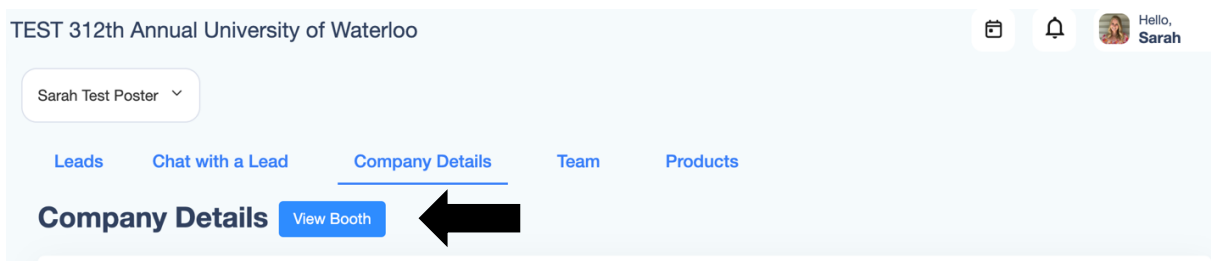 TEST 312th Annual University of Waterloo
Hello,
Sarah
Sarah Test Poster
Leads Chat with a Lead Company Details Team Products
Company Details View Booth